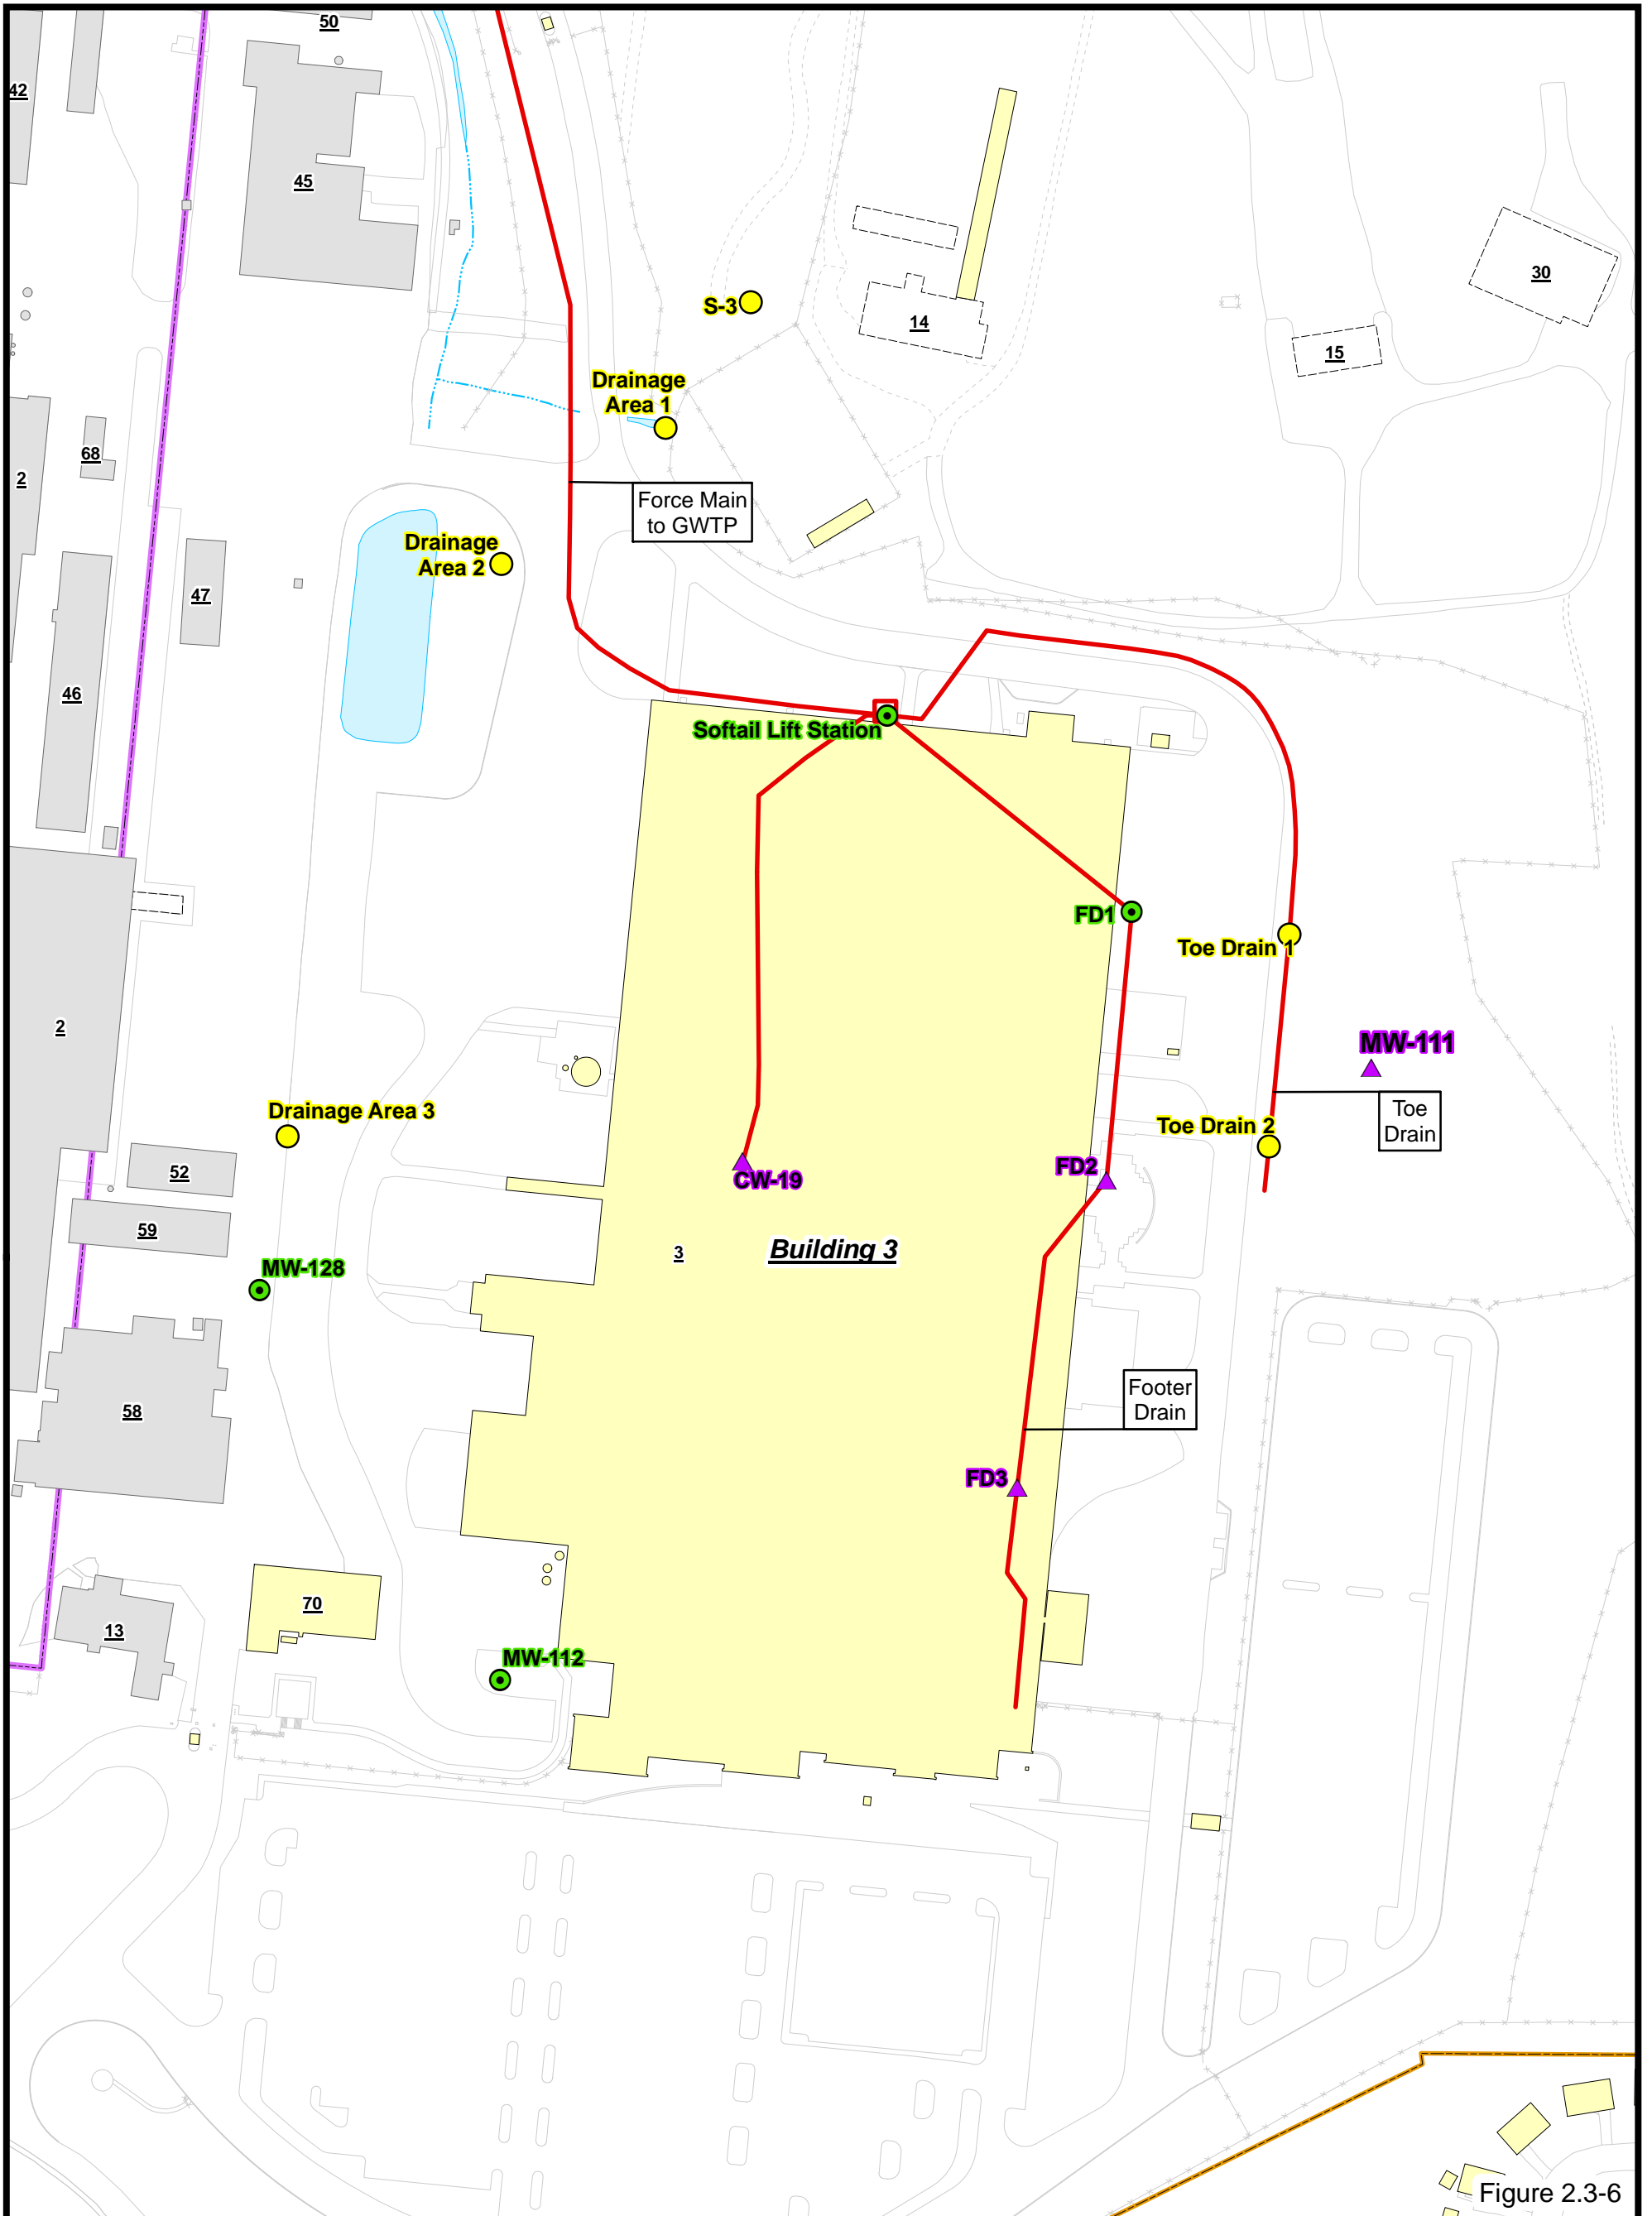 50
42
45
30
S-3
14
15
Drainage
Area 1
68
2
Force Main
to GWTP
Drainage
Area 2
47
46
Softail Lift Station
FD1
Toe Drain 1
2
MW-111
Toe
Drain
Drainage Area 3
Toe Drain 2
52
FD2
CW-19
59
3
Building 3
MW-128
Footer
Drain
58
FD3
70
13
MW-112
Figure 2.3-6